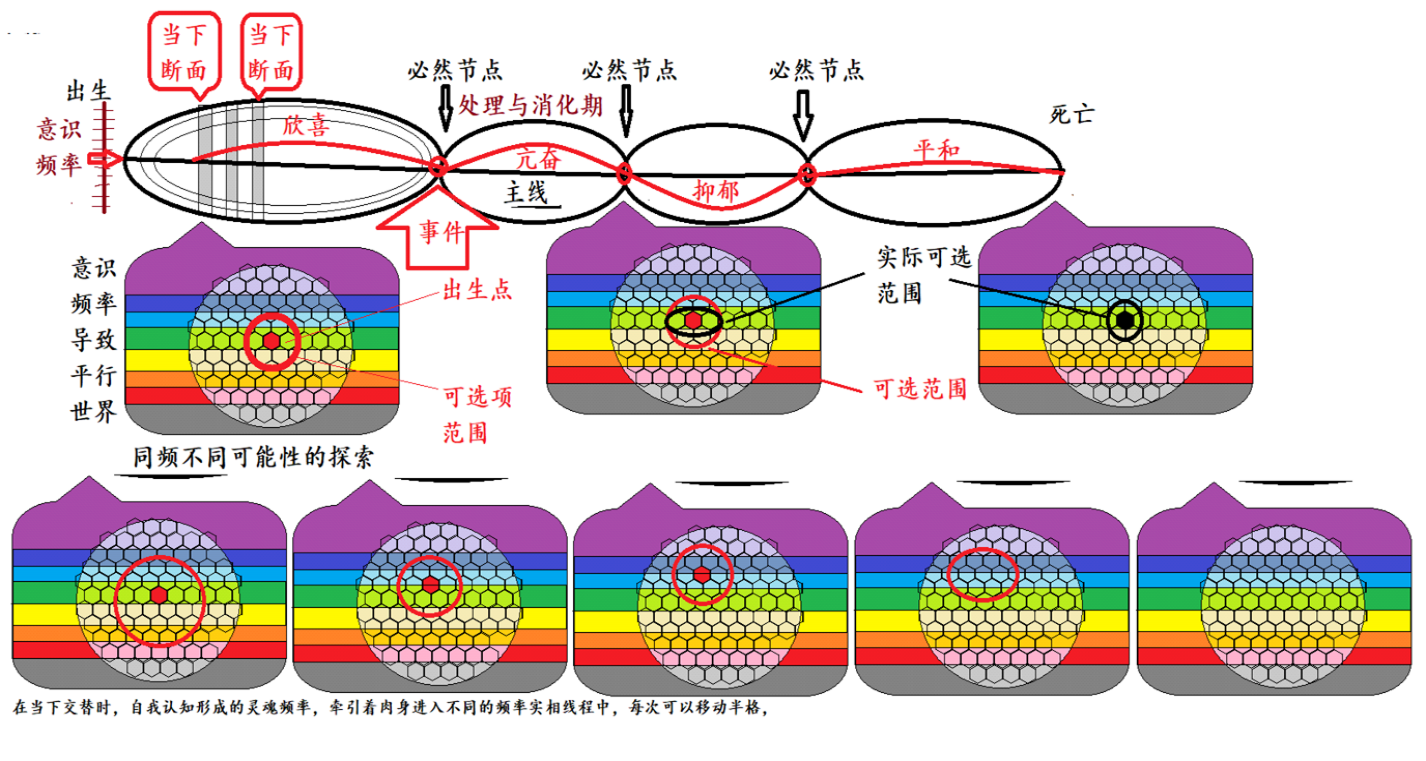 当下
断面
当下
断面
出生
意识
频率
必然节点
必然节点
必然节点
处理与消化期
死亡
欣喜
亢奋
主线
抑郁
平和
事件
意识
频率
导致
平行
世界
出生点
可选项
范围
实际可选
范围
可选范围
同频不同可能性的探索
在当下交替时，自我认知形成的灵魂频率，牵引着肉身进入不同的频率实相线程中，每次可以移动半格，